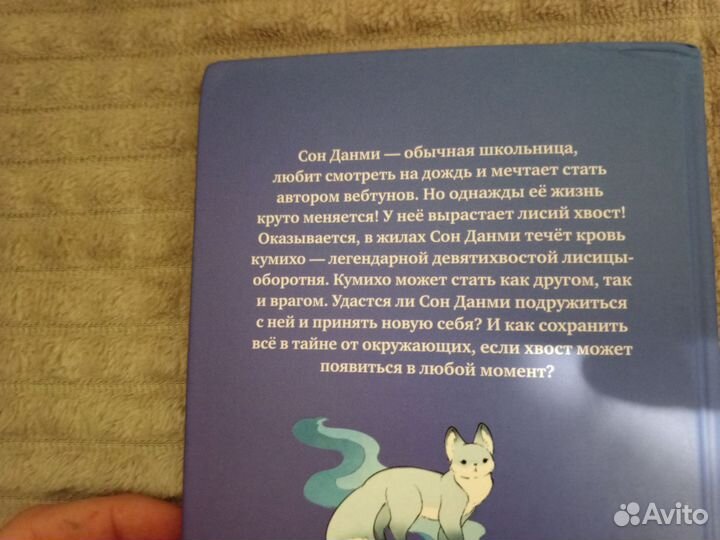 Сон Данми — обычная школьница,
любит смотреть на дождь и мечтает стать
автором вебтунов. Но однажды её жизнь
круто меняется! У неё вырастает лисий хвост!
Оказывается, в жилах Сон Данми течёт кровь
кумихо — легендарной девятихвостой лисицы-
оборотня. Кумихо может стать как другом, так
и врагом. Удастся ли Сон Данми подружиться
с ней и принять новую себя? И как сохранить
всё в тайне от окружающих, если хвост может
появиться в любой момент?
Avito